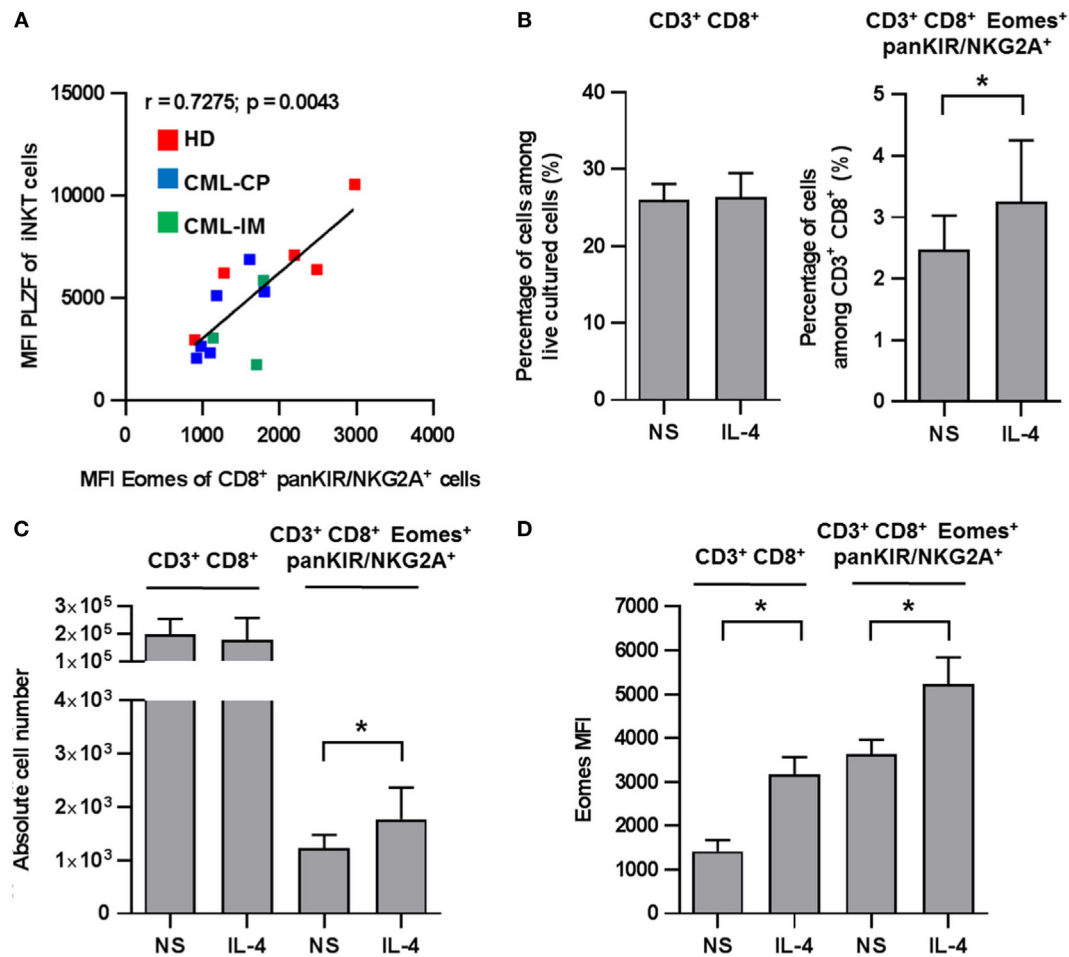 A
r = 0.7275; p = 0.0043
HD
CML-CP
CML-IM
MFI PLZF of iNKT cells
15000
10000
5000
0
0 1000 2000 3000 4000
MFI Eomes of CD8⁺ panKIR/NKG2A⁺ cells
B
CD3⁺ CD8⁺
Percentage of cells among
live cultured cells (%)
40
30
20
10
0
NS IL-4
CD3⁺ CD8⁺ Eomes⁺
panKIR/NKG2A⁺
*
Percentage of cells
among CD3⁺ CD8⁺ (%)
5
4
3
2
1
0
NS IL-4
C
CD3⁺ CD8⁺
CD3⁺ CD8⁺ Eomes⁺
panKIR/NKG2A⁺
Absolute cell number
3×10⁵
2×10⁵
1×10⁵
4×10³
3×10³
2×10³
1×10³
0
*
NS IL-4 NS IL-4
D
CD3⁺ CD8⁺
CD3⁺ CD8⁺ Eomes⁺
panKIR/NKG2A⁺
Eomes MFI
7000
6000
5000
4000
3000
2000
1000
0
* *
NS IL-4 NS IL-4